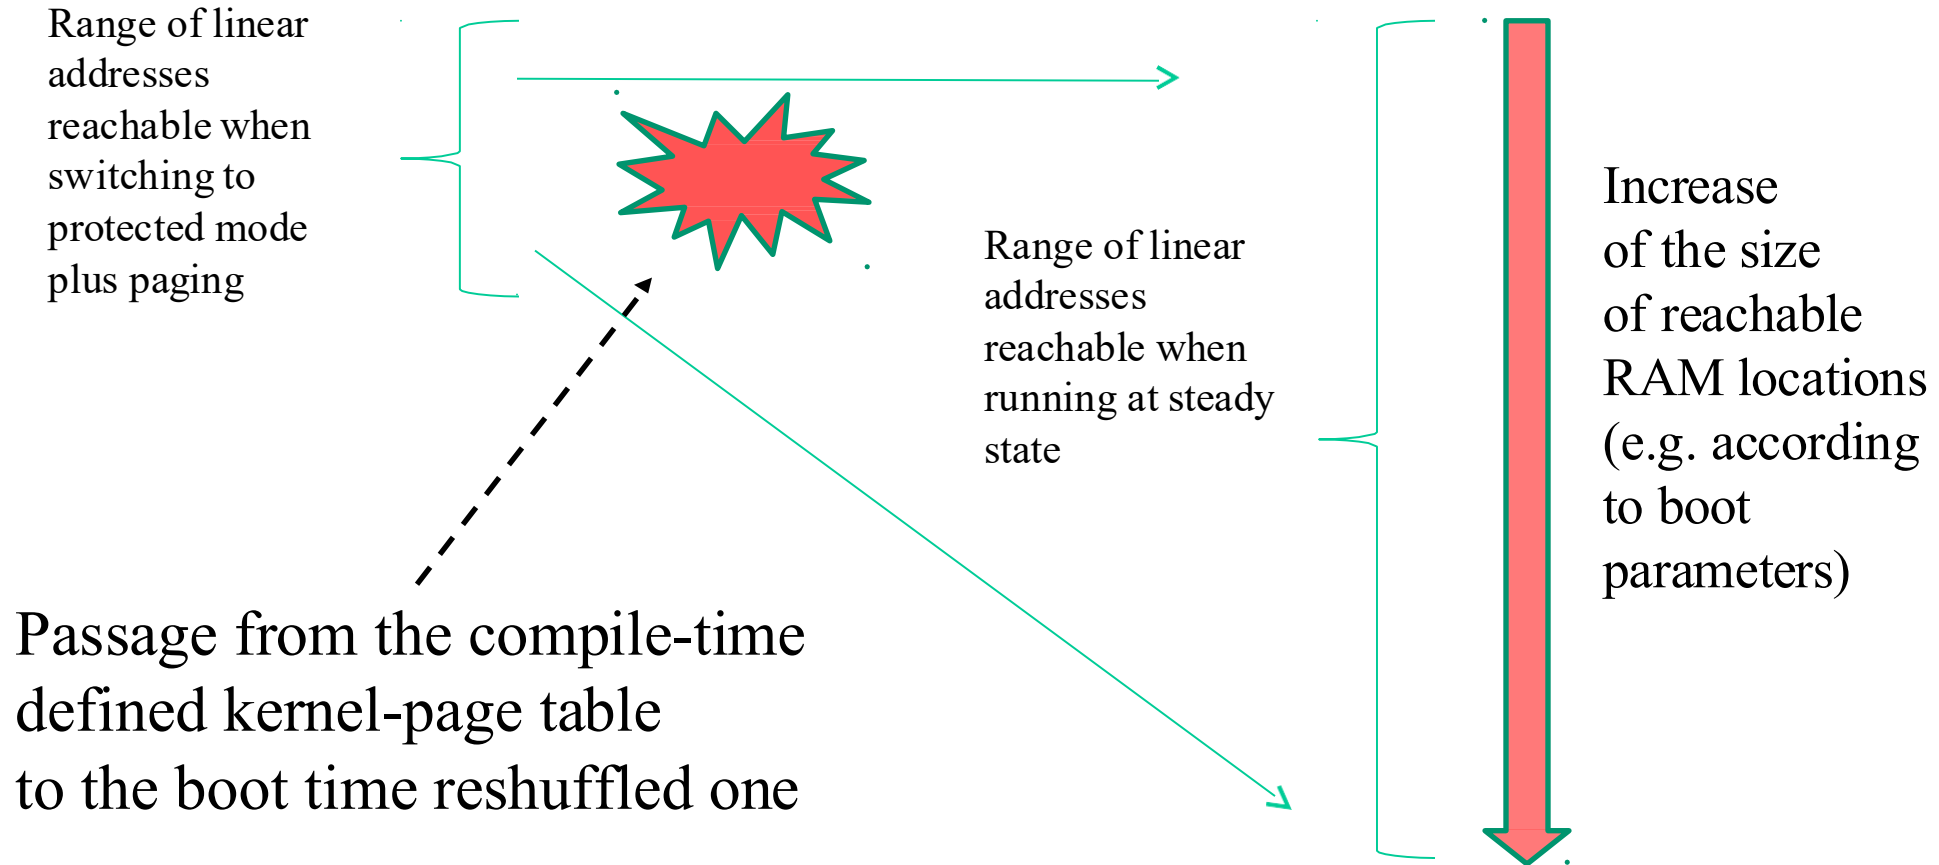 Range of linear
addresses
reachable when
switching to
protected mode
plus paging
Range of linear
addresses
reachable when
running at steady
state
Increase
of the size
of reachable
RAM locations
(e.g. according
to boot
parameters)
Passage from the compile-time
defined kernel-page table
to the boot time reshuffled one